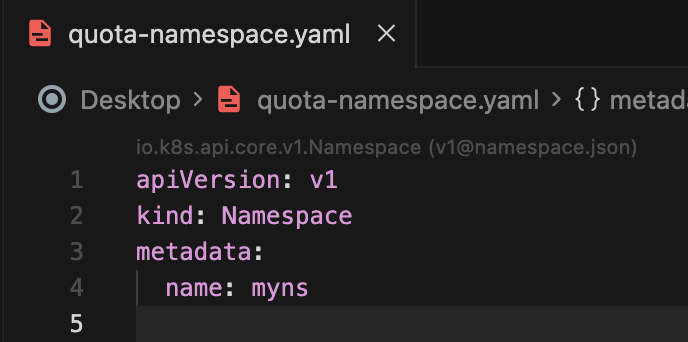 quota-namespace.yaml
Desktop > quota-namespace.yaml > {} metad
io.k8s.api.core.v1.Namespace (v1@namespace.json)
1 apiVersion: v1
2 kind: Namespace
3 metadata:
4   name: myns
5